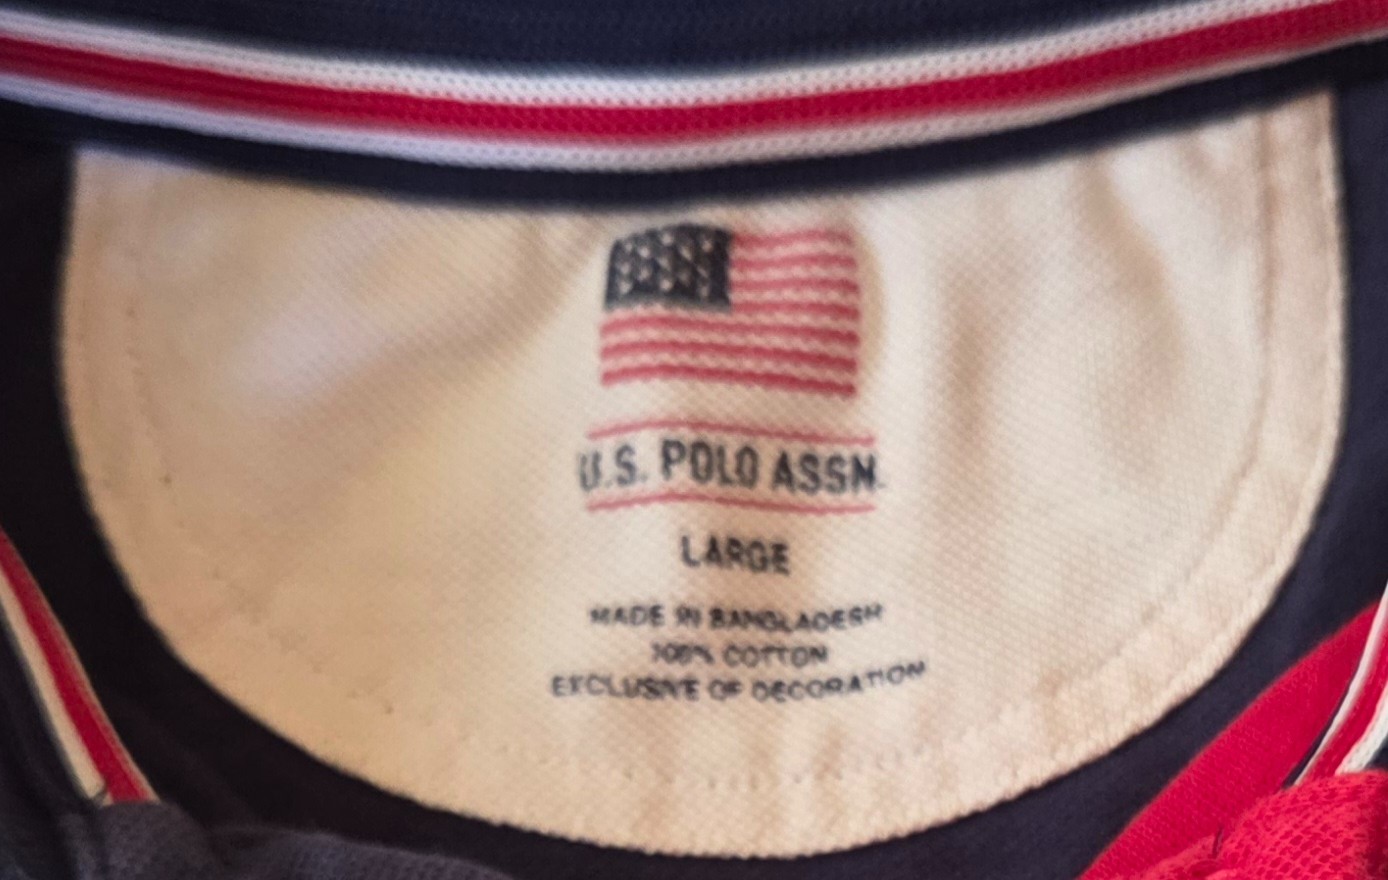 U.S. POLO ASSN.
LARGE
MADE IN BANGLADESH
100% COTTON
EXCLUSIVE OF DECORATION